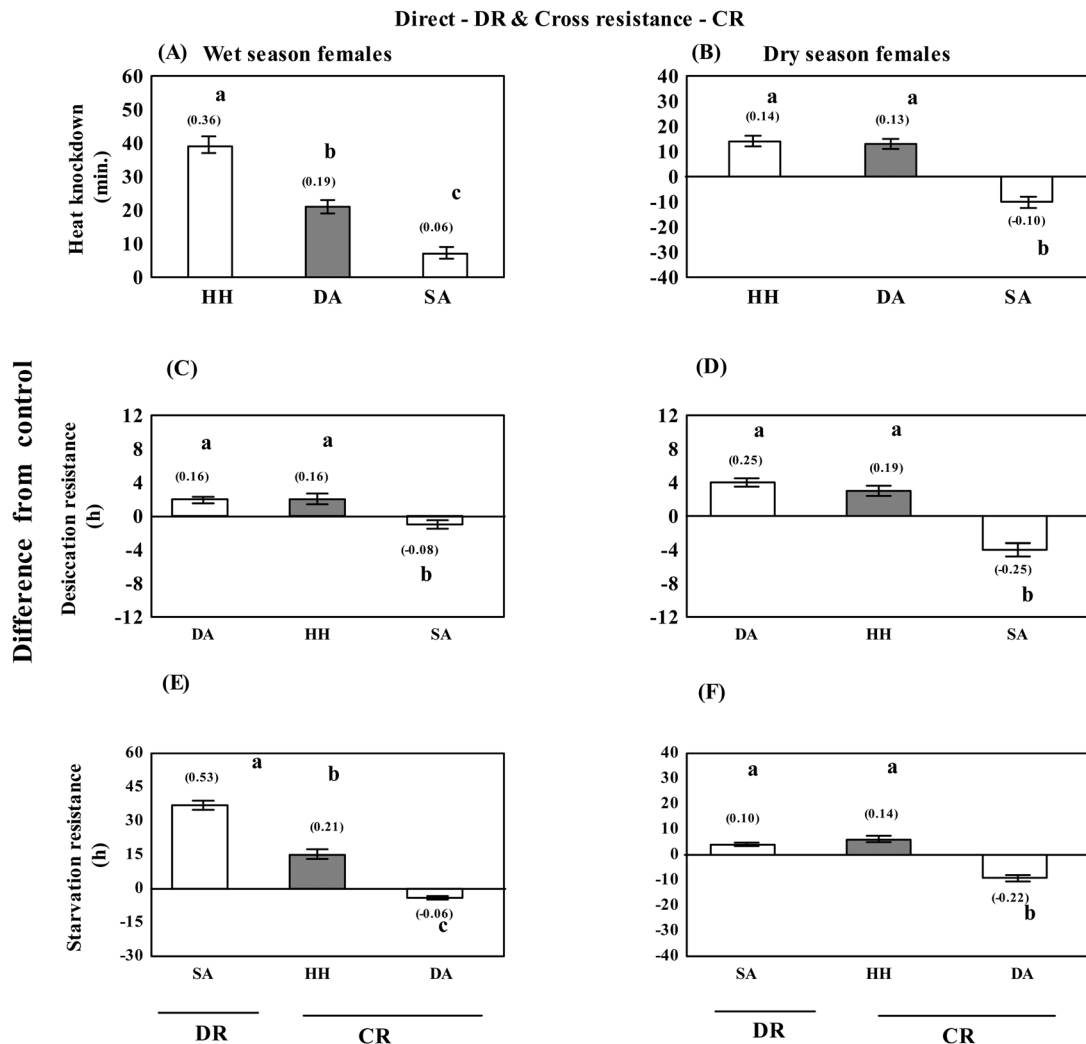 Direct - DR & Cross resistance - CR
(A) Wet season females
60
50
40
30
20
10
0
Heat knockdown
(min.)
a
(0.36)
b
(0.19)
c
(0.06)
HH DA SA
(B) Dry season females
40
30
20
10
0
-10
-20
-30
-40
a
(0.14)
a
(0.13)
(-0.10)
b
HH DA SA
Difference from control
(C)
12
8
4
0
-4
-8
-12
Desiccation resistance
(h)
a
(0.16)
a
(0.16)
(-0.08)
b
DA HH SA
(D)
12
8
4
0
-4
-8
-12
a
(0.25)
a
(0.19)
(-0.25)
b
DA HH SA
(E)
60
45
30
15
0
-15
-30
Starvation resistance
(h)
a
(0.53)
b
(0.21)
(-0.06)
c
SA HH DA
DR CR
(F)
40
30
20
10
0
-10
-20
-30
-40
a
(0.10)
a
(0.14)
(-0.22)
b
SA HH DA
DR CR